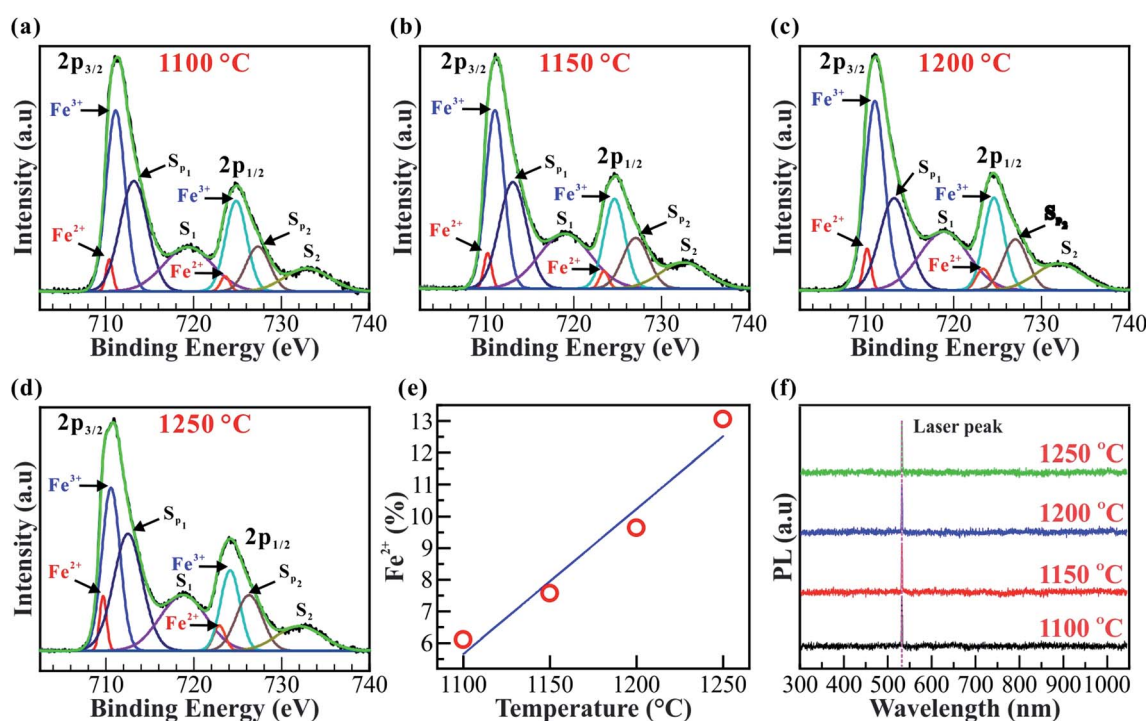 (a)
2p3/2
1100 °C
Fe3+
Sp1
2p1/2
Fe3+
S1
Sp2
Fe2+
Fe2+
S2
Intensity (a.u)
710 720 730 740
Binding Energy (eV)
(b)
2p3/2
1150 °C
Fe3+
Sp1
2p1/2
Fe3+
S1
Sp2
Fe2+
Fe2+
S2
Intensity (a.u)
710 720 730 740
Binding Energy (eV)
(c)
2p3/2
1200 °C
Fe3+
Sp1
2p1/2
Fe3+
S1
Sp2
Fe2+
Fe2+
S2
Intensity (a.u)
710 720 730 740
Binding Energy (eV)
(d)
2p3/2
1250 °C
Fe3+
Sp1
2p1/2
Fe3+
Fe2+
S1
Sp2
Fe2+
S2
Intensity (a.u)
710 720 730 740
Binding Energy (eV)
(e)
Fe2+ (%)
13
12
11
10
9
8
7
6
1100 1150 1200 1250
Temperature (°C)
(f)
Laser peak
1250 °C
1200 °C
1150 °C
1100 °C
PL (a.u)
300 400 500 600 700 800 900 1000
Wavelength (nm)